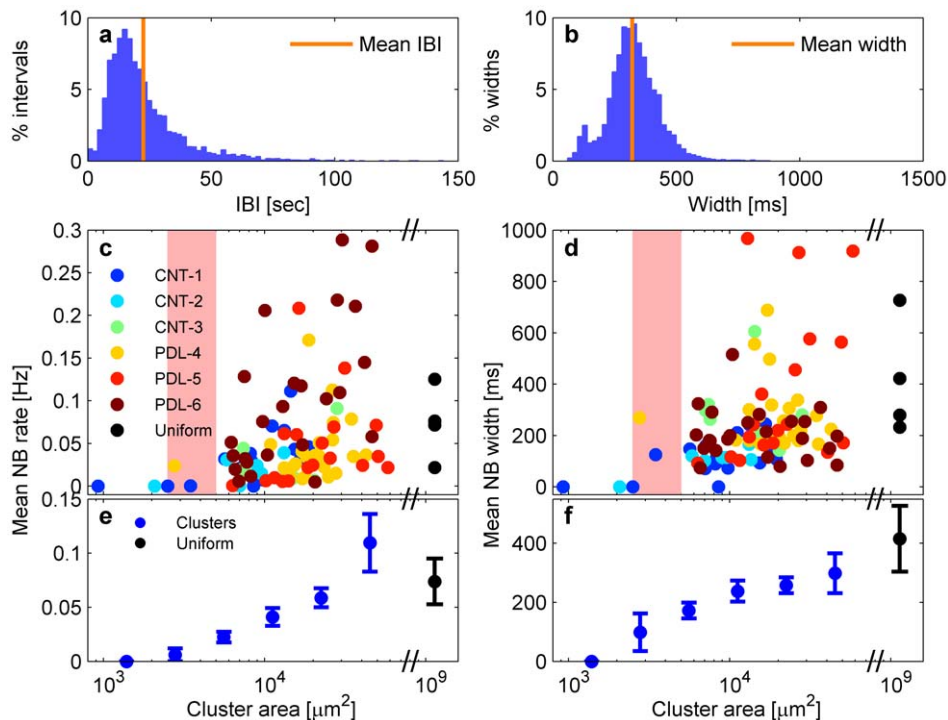 a
Mean IBI
% intervals
10
5
0
0 50 100 150
IBI [sec]
b
Mean width
% widths
10
5
0
0 500 1000 1500
Width [ms]
c
CNT-1
CNT-2
CNT-3
PDL-4
PDL-5
PDL-6
Uniform
Mean NB rate [Hz]
0.3
0.25
0.2
0.15
0.1
0.05
0
//
d
Mean NB width [ms]
1000
800
600
400
200
0
//
e
Clusters
Uniform
0.15
0.1
0.05
0
10³ 10⁴ // 10⁹
Cluster area [μm²]
f
400
200
0
10³ 10⁴ // 10⁹
Cluster area [μm²]